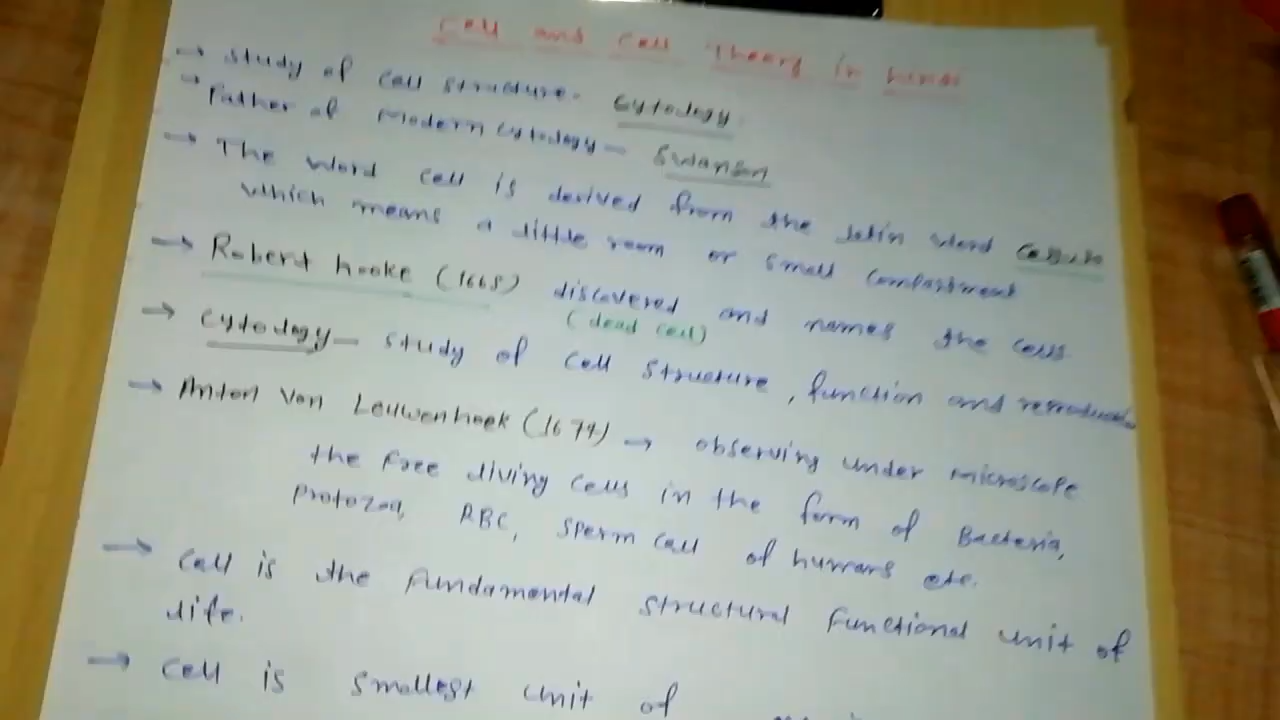 Cell and Cell Theory in hindi
→ Study of cell structure - Cytology
→ Father of Modern Cytology - Swanson
→ The word cell is derived from the latin word
which means a little room or small compartment
→ Robert hooke (1665) discovered and names the cells
(dead cell)
→ Cytology - Study of cell structure, function and
→ Anton Von Leuwenhoek (1674) → observing under microscope
the free living cells in the form of Bacteria,
Protozoa, RBC, Sperm cell of humans etc.
→ Cell is the fundamental structural functional unit of
life.
→ Cell is smallest unit of